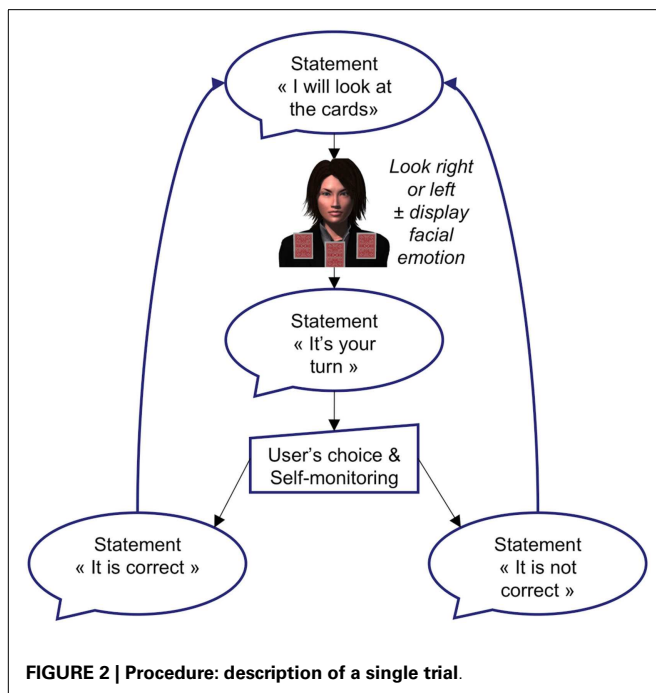 Statement
« I will look at
the cards»
Look right
or left
± display
facial
emotion
Statement
« It's your
turn »
User's choice &
Self-monitoring
Statement
« It is correct »
Statement
« It is not
correct »
FIGURE 2 | Procedure: description of a single trial.